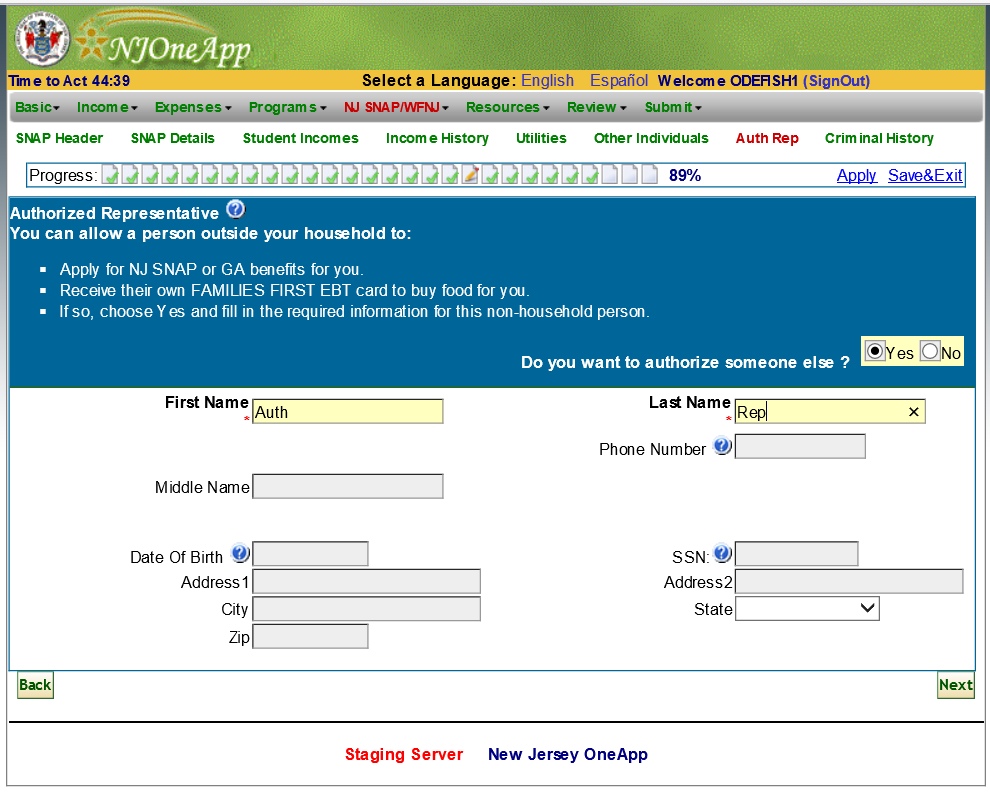 NJOneApp
Time to Act 44:39 Select a Language: English Español Welcome ODEFISH1 (SignOut)
Basic Income Expenses Programs NJ SNAP/WFNJ Resources Review Submit
SNAP Header SNAP Details Student Incomes Income History Utilities Other Individuals Auth Rep Criminal History
Progress: 89% Apply Save&Exit
Authorized Representative ?
You can allow a person outside your household to:
Apply for NJ SNAP or GA benefits for you.
Receive their own FAMILIES FIRST EBT card to buy food for you.
If so, choose Yes and fill in the required information for this non-household person.
Do you want to authorize someone else ? Yes No
First Name * Auth Last Name * Rep ×
Phone Number ?
Middle Name
Date Of Birth ? SSN: ?
Address1 Address2
City State
Zip
Back Next
Staging Server New Jersey OneApp